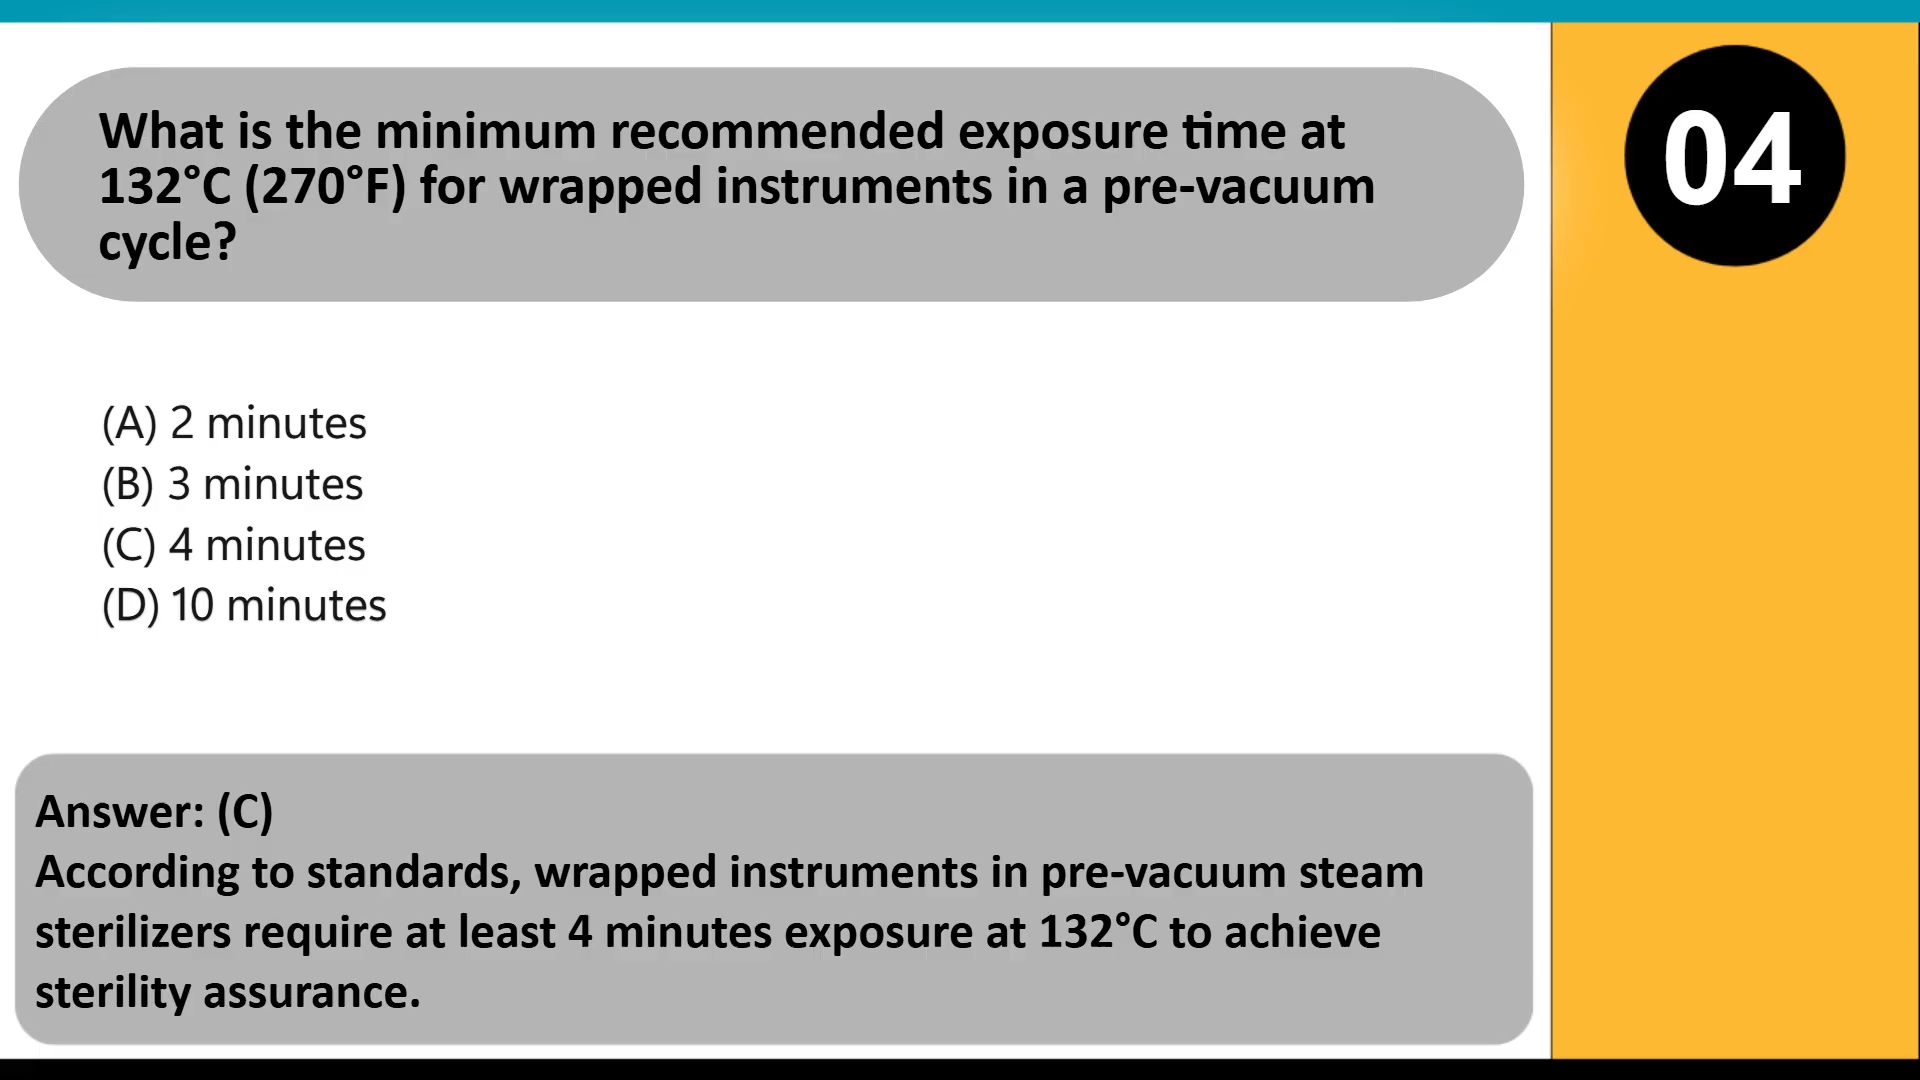 What is the minimum recommended exposure time at
132°C (270°F) for wrapped instruments in a pre-vacuum
cycle?
04
(A) 2 minutes
(B) 3 minutes
(C) 4 minutes
(D) 10 minutes
Answer: (C)
According to standards, wrapped instruments in pre-vacuum steam
sterilizers require at least 4 minutes exposure at 132°C to achieve
sterility assurance.